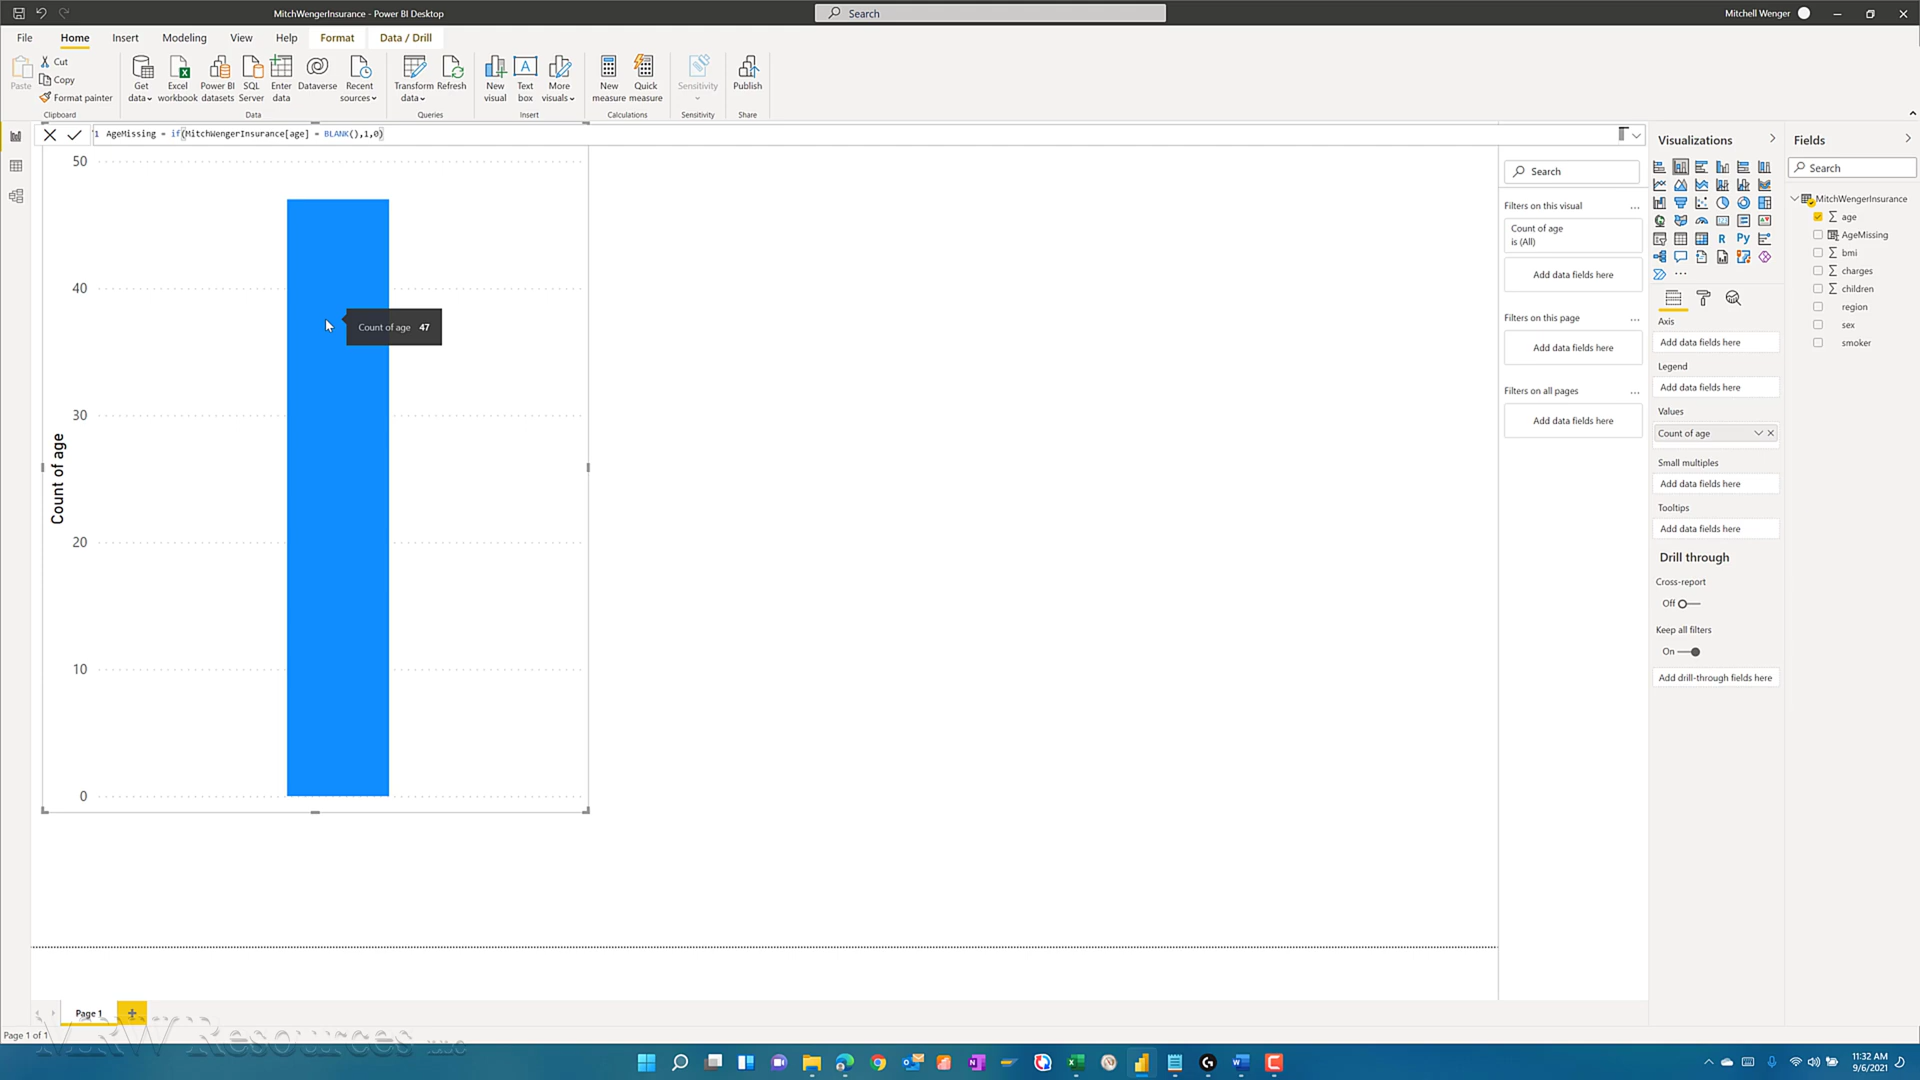 MitchWengerInsurance - Power BI Desktop
Search
Mitchell Wenger
File
Home
Insert
Modeling
View
Help
Format
Data / Drill
Paste
Cut
Copy
Format painter
Clipboard
Get data
Excel workbook
Power BI datasets
SQL Server
Enter data
Dataverse
Recent sources
Data
Transform data
Refresh
Queries
New visual
Text box
More visuals
Insert
New measure
Quick measure
Calculations
Sensitivity
Sensitivity
Publish
Share
1 AgeMissing = if(MitchWengerInsurance[age] = BLANK(),1,0)
50
40
30
20
10
0
Count of age
Count of age 47
Search
Filters on this visual
Count of age
is (All)
Add data fields here
Filters on this page
Add data fields here
Filters on all pages
Add data fields here
Visualizations
R
Py
Axis
Add data fields here
Legend
Add data fields here
Values
Count of age
Small multiples
Add data fields here
Tooltips
Add data fields here
Drill through
Cross-report
Off
Keep all filters
On
Add drill-through fields here
Fields
Search
MitchWengerInsurance
age
AgeMissing
bmi
charges
children
region
sex
smoker
Page 1
Page 1 of 1
MRW Resources LLC
11:32 AM
9/6/2021